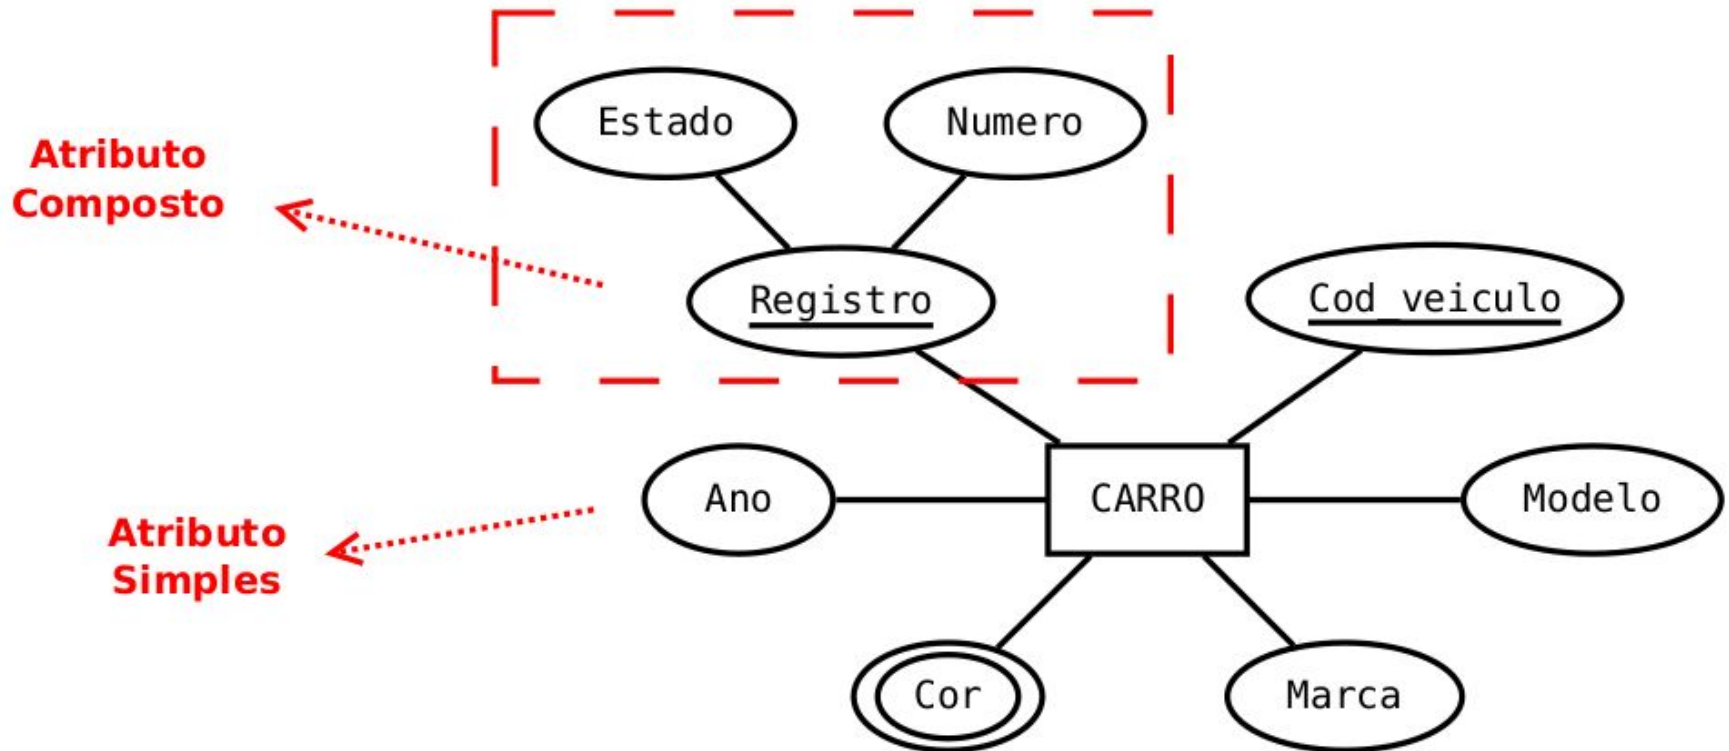 Estado
Numero
Atributo
Composto
Registro
Cod_veiculo
Ano
CARRO
Modelo
Atributo
Simples
Cor
Marca